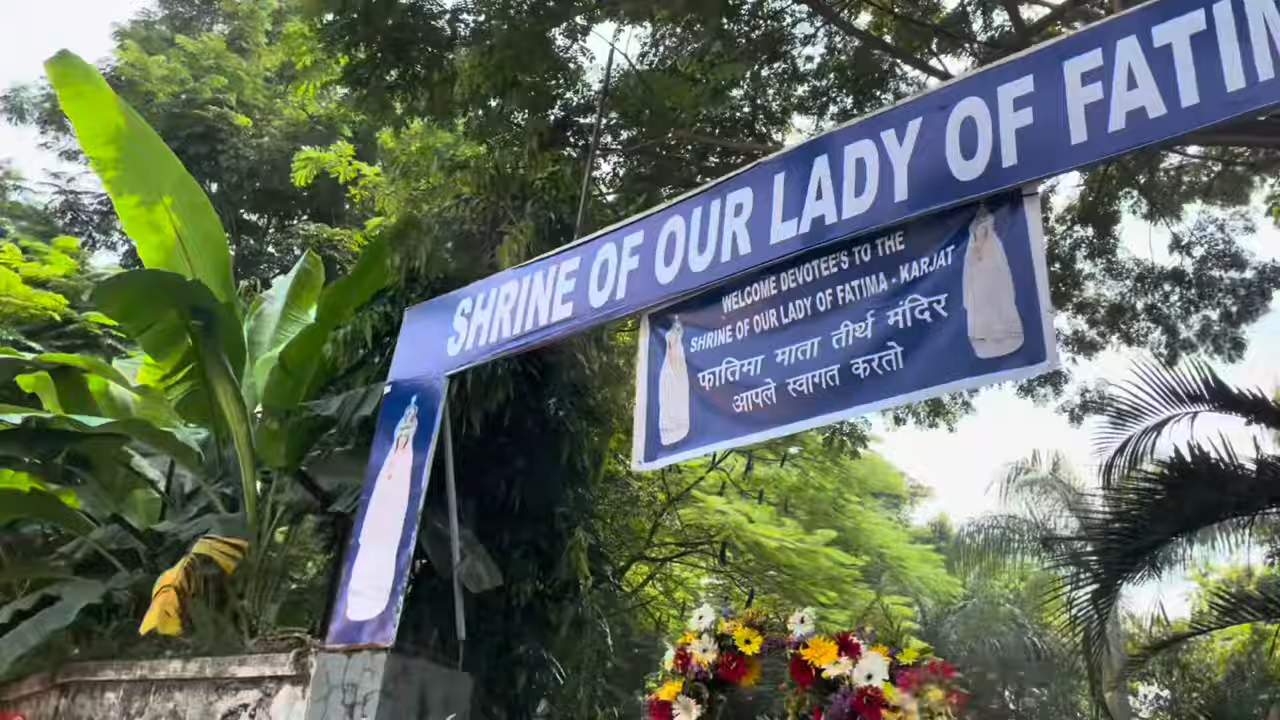 SHRINE OF OUR LADY OF FATIM
WELCOME DEVOTEE'S TO THE
SHRINE OF OUR LADY OF FATIMA - KARJAT
फातिमा माता तीर्थ मंदिर
आपले स्वागत करतो